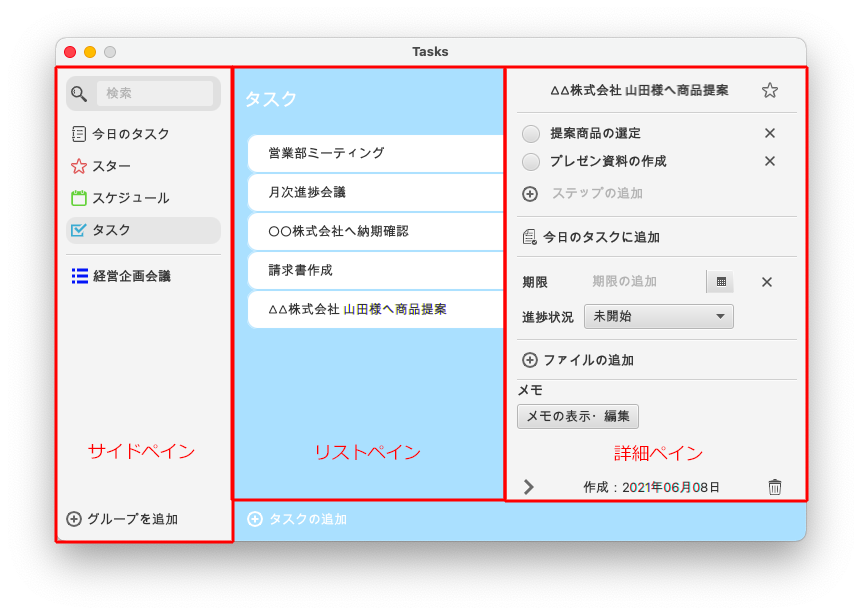 Tasks
検索
今日のタスク
スター
スケジュール
タスク
経営企画会議
サイドペイン
グループを追加
タスク
営業部ミーティング
月次進捗会議
〇〇株式会社へ納期確認
請求書作成
△△株式会社 山田様へ商品提案
リストペイン
タスクの追加
△△株式会社 山田様へ商品提案
提案商品の選定
プレゼン資料の作成
ステップの追加
今日のタスクに追加
期限 期限の追加
進捗状況 未開始
ファイルの追加
メモ
メモの表示・編集
詳細ペイン
作成：2021年06月08日